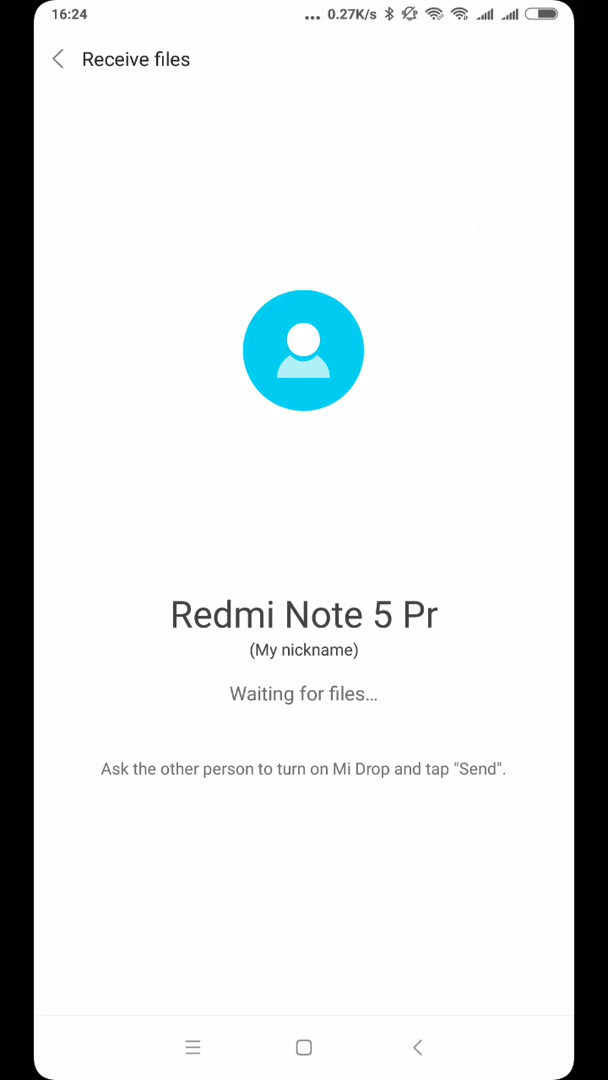 16:24 ... 0.27K/s
Receive files
Redmi Note 5 Pr
(My nickname)
Waiting for files...
Ask the other person to turn on Mi Drop and tap "Send".